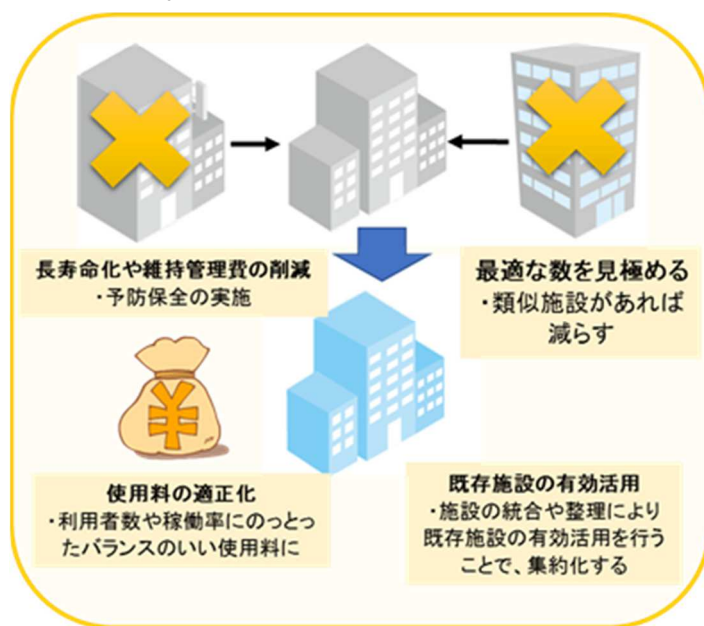 長寿命化や維持管理費の削減
・予防保全の実施
最適な数を見極める
・類似施設があれば
減らす
¥
使用料の適正化
・利用者数や稼働率にのっとっ
たバランスのいい使用料に
既存施設の有効活用
・施設の統合や整理により
既存施設の有効活用を行う
ことで、集約化する